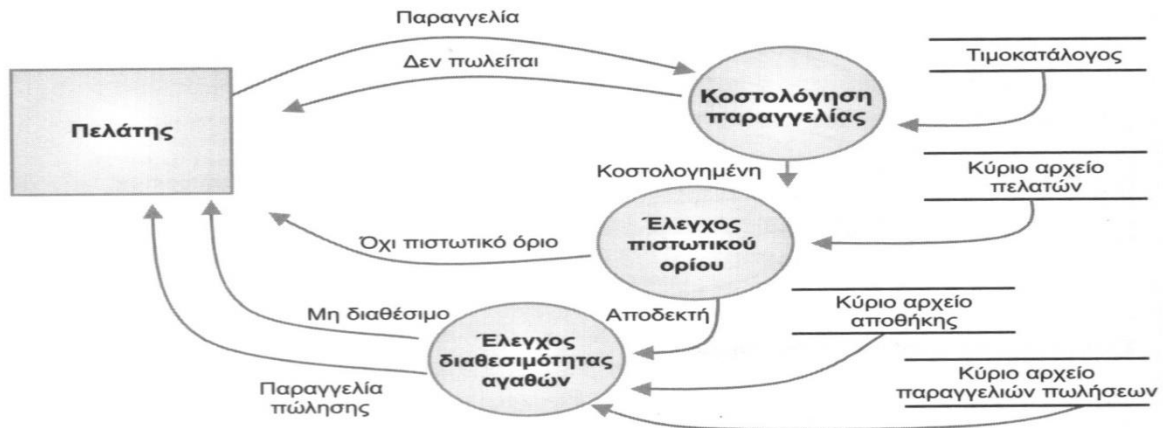 Παραγγελία
Δεν πωλείται
Τιμοκατάλογος
Πελάτης
Κοστολόγηση
παραγγελίας
Κοστολογημένη
Κύριο αρχείο
πελατών
Έλεγχος
πιστωτικού
ορίου
Όχι πιστωτικό όριο
Μη διαθέσιμο
Αποδεκτή
Κύριο αρχείο
αποθήκης
Έλεγχος
διαθεσιμότητας
αγαθών
Κύριο αρχείο
παραγγελιών πωλήσεων
Παραγγελία
πώλησης